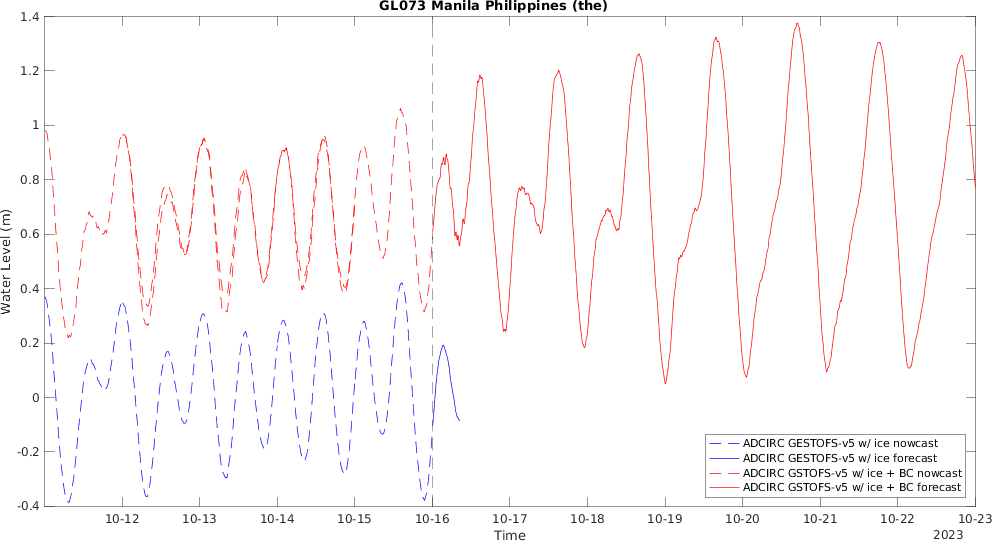 GL073 Manila Philippines (the)
1.4
1.2
1
0.8
0.6
0.4
0.2
0
-0.2
-0.4
Water Level (m)
ADCIRC GESTOFS-v5 w/ ice nowcast
ADCIRC GESTOFS-v5 w/ ice forecast
ADCIRC GSTOFS-v5 w/ ice + BC nowcast
ADCIRC GSTOFS-v5 w/ ice + BC forecast
10-12 10-13 10-14 10-15 10-16 10-17 10-18 10-19 10-20 10-21 10-22 10-23
Time
2023